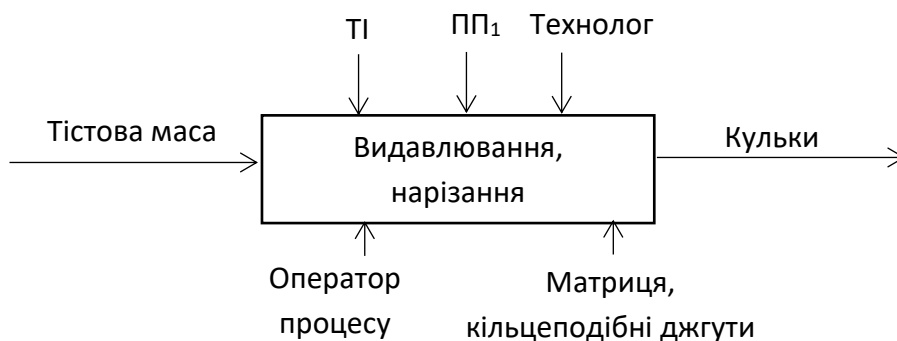 ТІ ПП₁ Технолог
Тістова маса
Видавлювання,
нарізання
Кульки
Оператор
процесу
Матриця,
кільцеподібні джгути